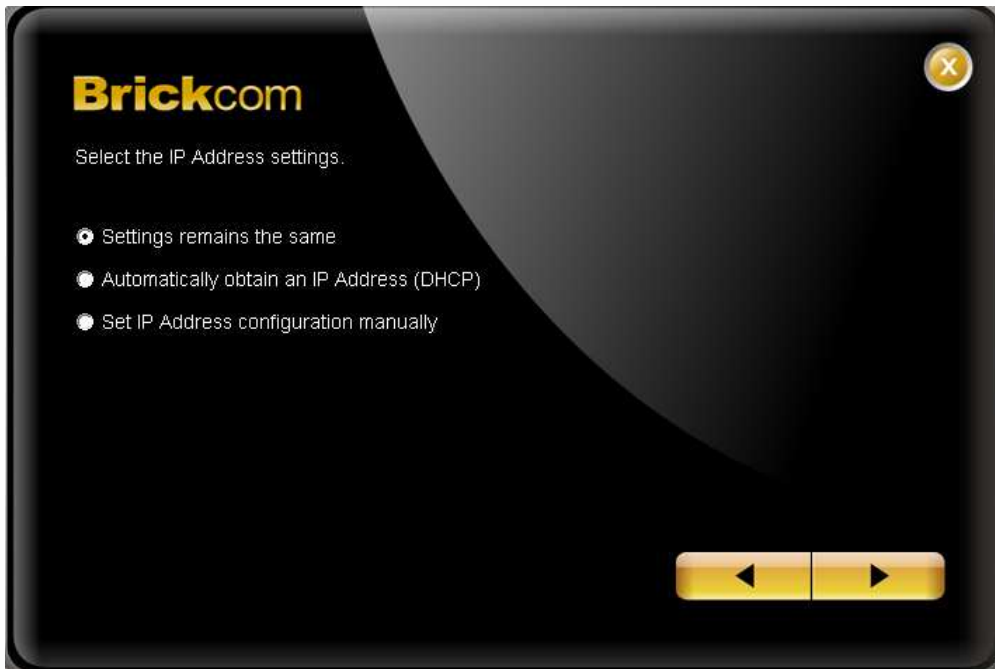 Brickcom
X
Select the IP Address settings.
Settings remains the same
Automatically obtain an IP Address (DHCP)
Set IP Address configuration manually